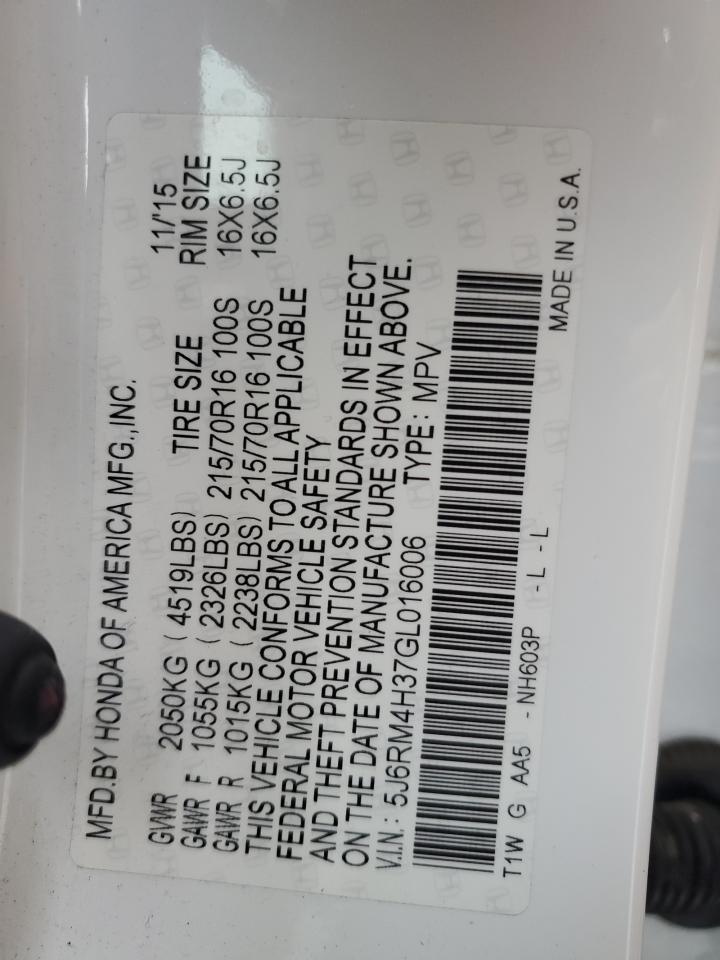 MFD.BY HONDA OF AMERICA MFG.,INC.
11/'15
GVWR 2050KG ( 4519LBS) TIRE SIZE RIM SIZE
GAWR F 1055KG ( 2326LBS) 215/70R16 100S 16X6.5J
GAWR R 1015KG ( 2238LBS) 215/70R16 100S 16X6.5J
THIS VEHICLE CONFORMS TO ALL APPLICABLE
FEDERAL MOTOR VEHICLE SAFETY
AND THEFT PREVENTION STANDARDS IN EFFECT
ON THE DATE OF MANUFACTURE SHOWN ABOVE.
V.I.N.: 5J6RM4H37GL016006 TYPE: MPV
T1W G AA5 - NH603P - L - L
MADE IN U.S.A.